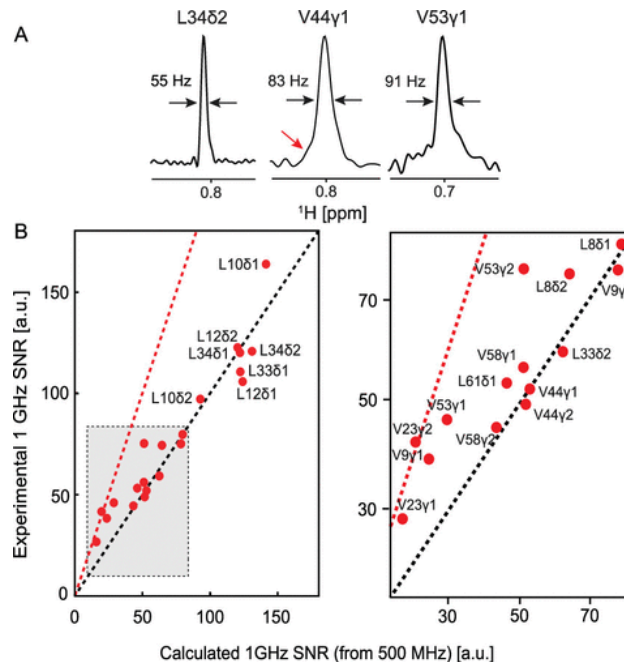 A
L34δ2
V44γ1
V53γ1
55 Hz
83 Hz
91 Hz
0.8
0.8
0.7
¹H [ppm]
B
Experimental 1 GHz SNR [a.u.]
150
100
50
0
0
50
100
150
L10δ1
L12δ2
L34δ1
L34δ2
L33δ1
L12δ1
L10δ2
70
50
30
30
50
70
L8δ1
V53γ2
L8δ2
V9γ
V58γ1
L33δ2
L61δ1
V44γ1
V53γ1
V44γ2
V23γ2
V58γ2
V9γ1
V23γ1
Calculated 1GHz SNR (from 500 MHz) [a.u.]